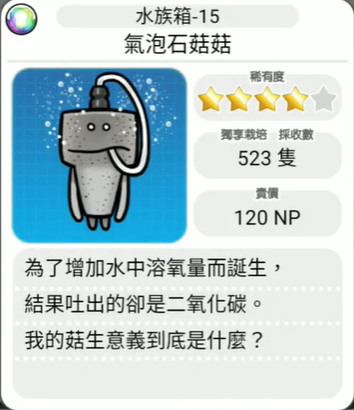 水族箱-15
氣泡石菇菇
稀有度
獨享栽培 採收數
523 隻
賣價
120 NP
為了增加水中溶氧量而誕生，
結果吐出的卻是二氧化碳。
我的菇生意義到底是什麼？